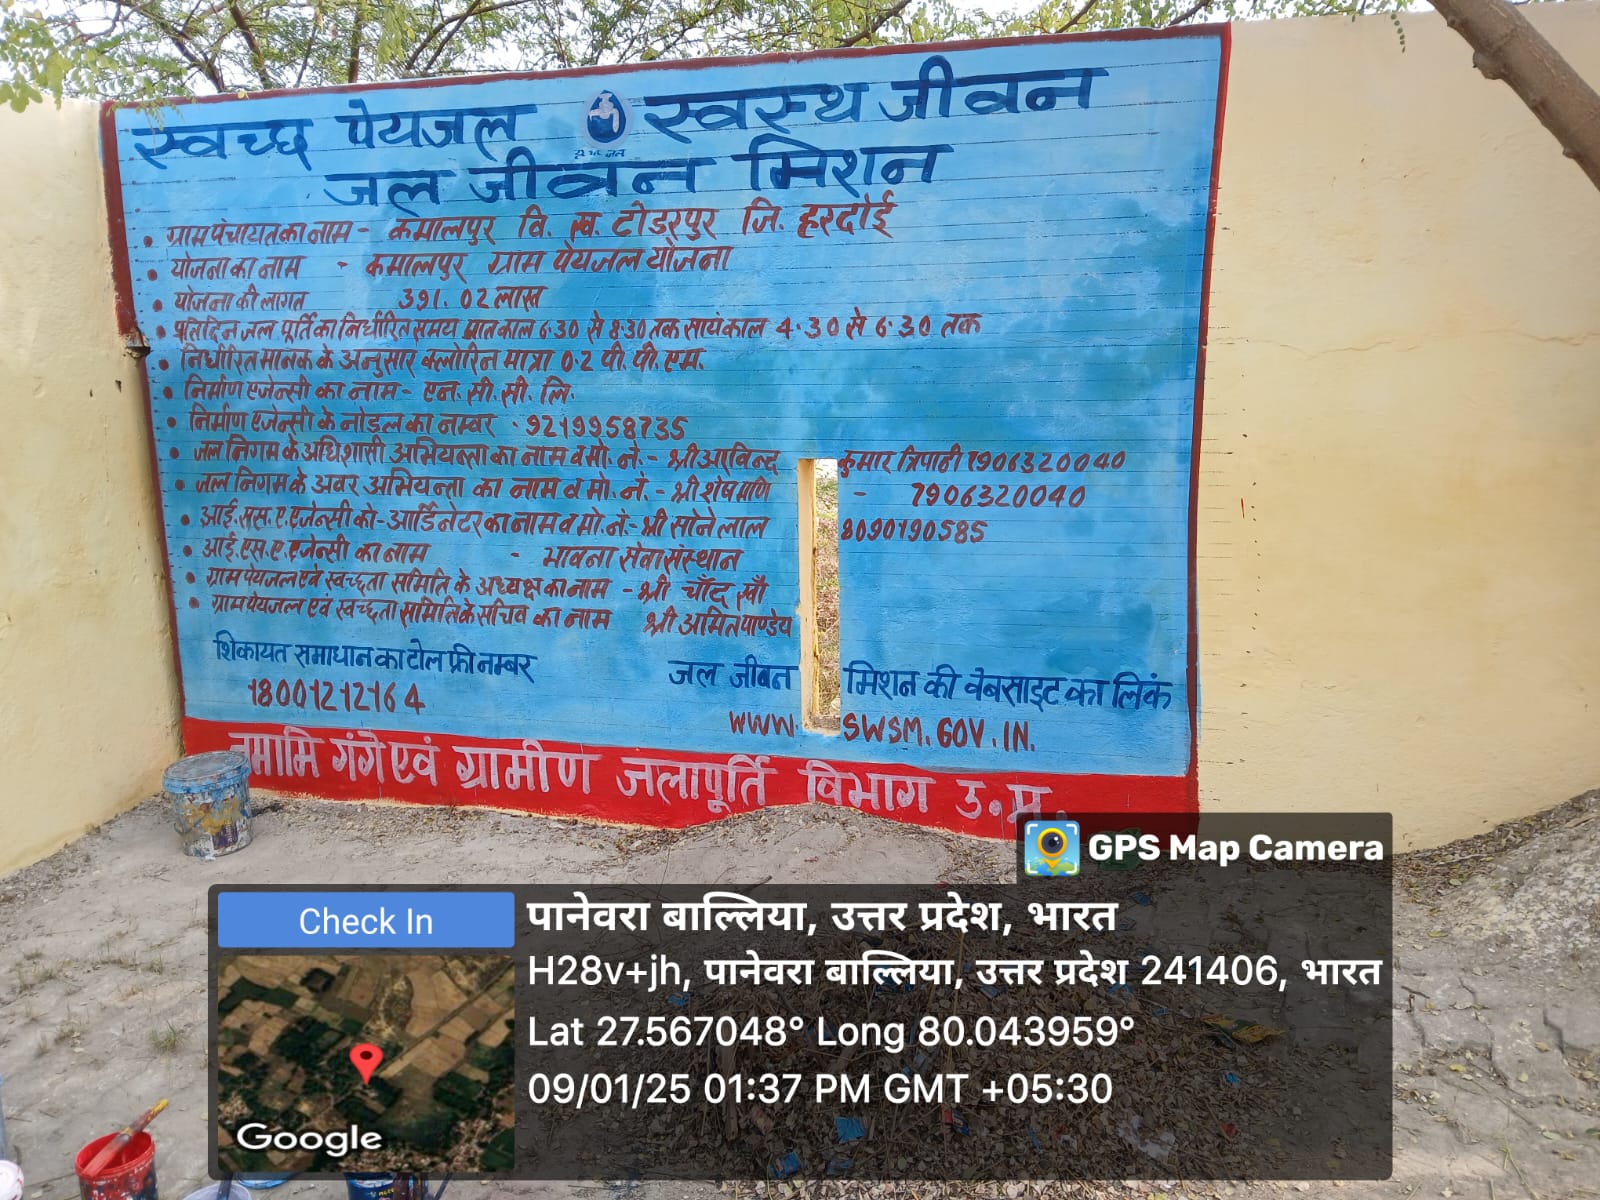 स्वच्छ पेयजल स्वस्थ जीवन
हर घर जल
जल जीवन मिशन
• ग्राम पंचायत का नाम - कमालपुर वि. ख. टोडरपुर जि. हरदोई
• योजना का नाम - कमालपुर ग्राम पेयजल योजना
• योजना की लागत 391.02 लाख
• प्रतिदिन जल पूर्ति का निर्धारित समय प्रातकाल 6.30 से 8.30 तक सायंकाल 4.30 से 6.30 तक
• निर्धारित मानक के अनुसार क्लोरिन मात्रा 0.2 पी. पी. एम.
• निर्माण एजेन्सी का नाम - एन. सी. सी. लि.
• निर्माण एजेन्सी के नोडल का नम्बर - 9219958735
• जल निगम के अधिशासी अभियन्ता का नाम व मो. नं. - श्री अरविन्द कुमार त्रिपाठी 7906320040
• जल निगम के अवर अभियन्ता का नाम व मो. नं. - श्री शेषमणि - 7906320040
• आई. एस. ए. एजेन्सी को-आर्डिनेटर का नाम व मो. नं - श्री सोने लाल 8090190585
• आई. एस. ए. एजेन्सी का नाम - भावना सेवा संस्थान
• ग्राम पेयजल एवं स्वच्छता समिति के अध्यक्ष का नाम - श्री चाँद खाँ
• ग्राम पेयजल एवं स्वच्छता समिति के सचिव का नाम श्री अमित पाण्डेय
शिकायत समाधान का टोल फ्री नम्बर
18001212164
जल जीवन मिशन की वेबसाइट का लिंक
WWW. SWSM.GOV.IN.
नमामि गंगे एवं ग्रामीण जलापूर्ति विभाग उ.प्र.
GPS Map Camera
Check In
पानेवरा बाल्लिया, उत्तर प्रदेश, भारत
H28v+jh, पानेवरा बाल्लिया, उत्तर प्रदेश 241406, भारत
Lat 27.567048° Long 80.043959°
09/01/25 01:37 PM GMT +05:30
Google